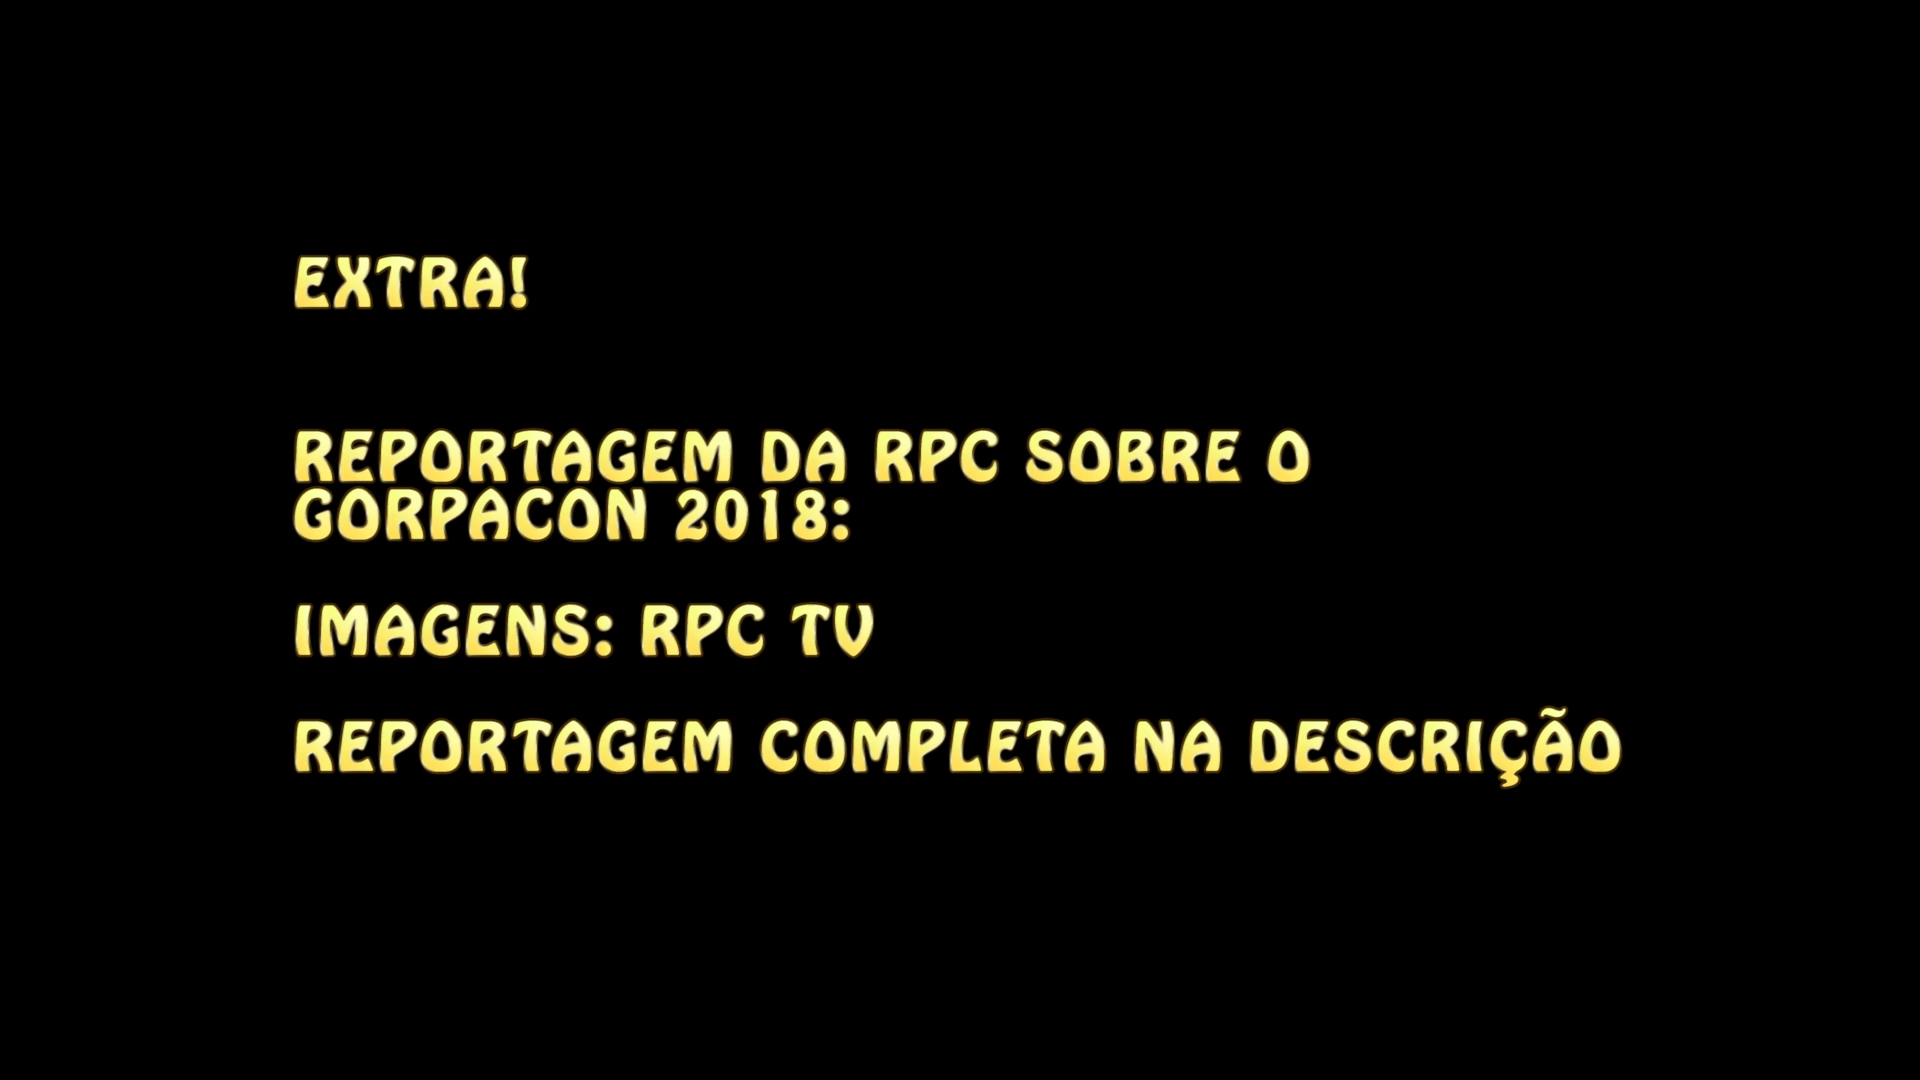 EXTRA!
REPORTAGEM DA RPC SOBRE O
GORPACON 2018:
IMAGENS: RPC TV
REPORTAGEM COMPLETA NA DESCRIÇÃO